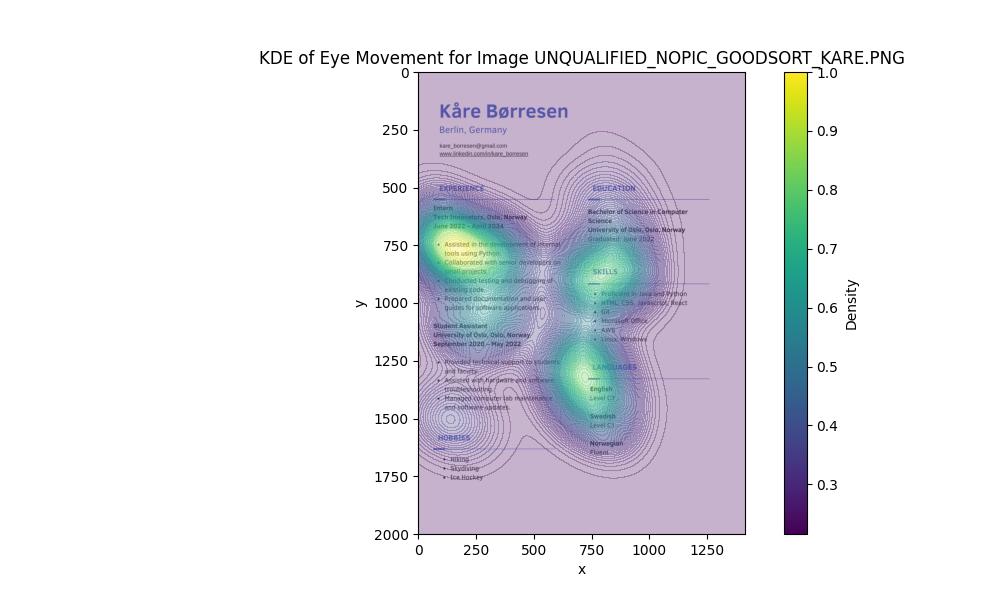 KDE of Eye Movement for Image UNQUALIFIED_NOPIC_GOODSORT_KARE.PNG
0
250
500
750
1000
1250
1500
1750
2000
y
0
250
500
750
1000
1250
x
Kåre Børresen
Berlin, Germany
kare_borresen@gmail.com
www.linkedin.com/in/kare_borresen
EXPERIENCE
Intern
Tech Innovators, Oslo, Norway
June 2022 – April 2024
• Assisted in the development of internal
tools using Python.
• Collaborated with senior developers on
small projects.
• Conducted testing and debugging of
existing code.
• Prepared documentation and user
guides for software applications.
Student Assistant
University of Oslo, Oslo, Norway
September 2020 – May 2022
• Provided technical support to students
and faculty.
• Assisted with hardware and software
troubleshooting.
• Managed computer lab maintenance
and software updates.
HOBBIES
• Hiking
• Skydiving
• Ice Hockey
EDUCATION
Bachelor of Science in Computer
Science
University of Oslo, Oslo, Norway
Graduated: June 2022
SKILLS
• Proficient in Java and Python
• HTML, CSS, Javascript, React
• Git
• Microsoft Office
• AWS
• Linux, Windows
LANGUAGES
English
Level C1
Swedish
Level C1
Norwegian
Fluent
1.0
0.9
0.8
0.7
0.6
0.5
0.4
0.3
Density